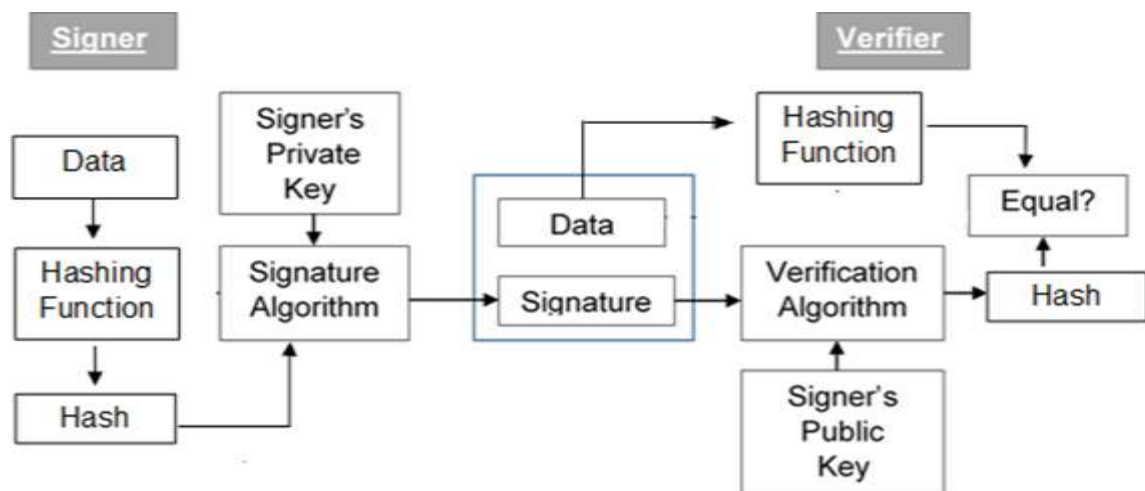 Signer
Verifier
Data
Hashing
Function
Hash
Signer's
Private
Key
Signature
Algorithm
Data
Signature
Hashing
Function
Verification
Algorithm
Signer's
Public
Key
Equal?
Hash